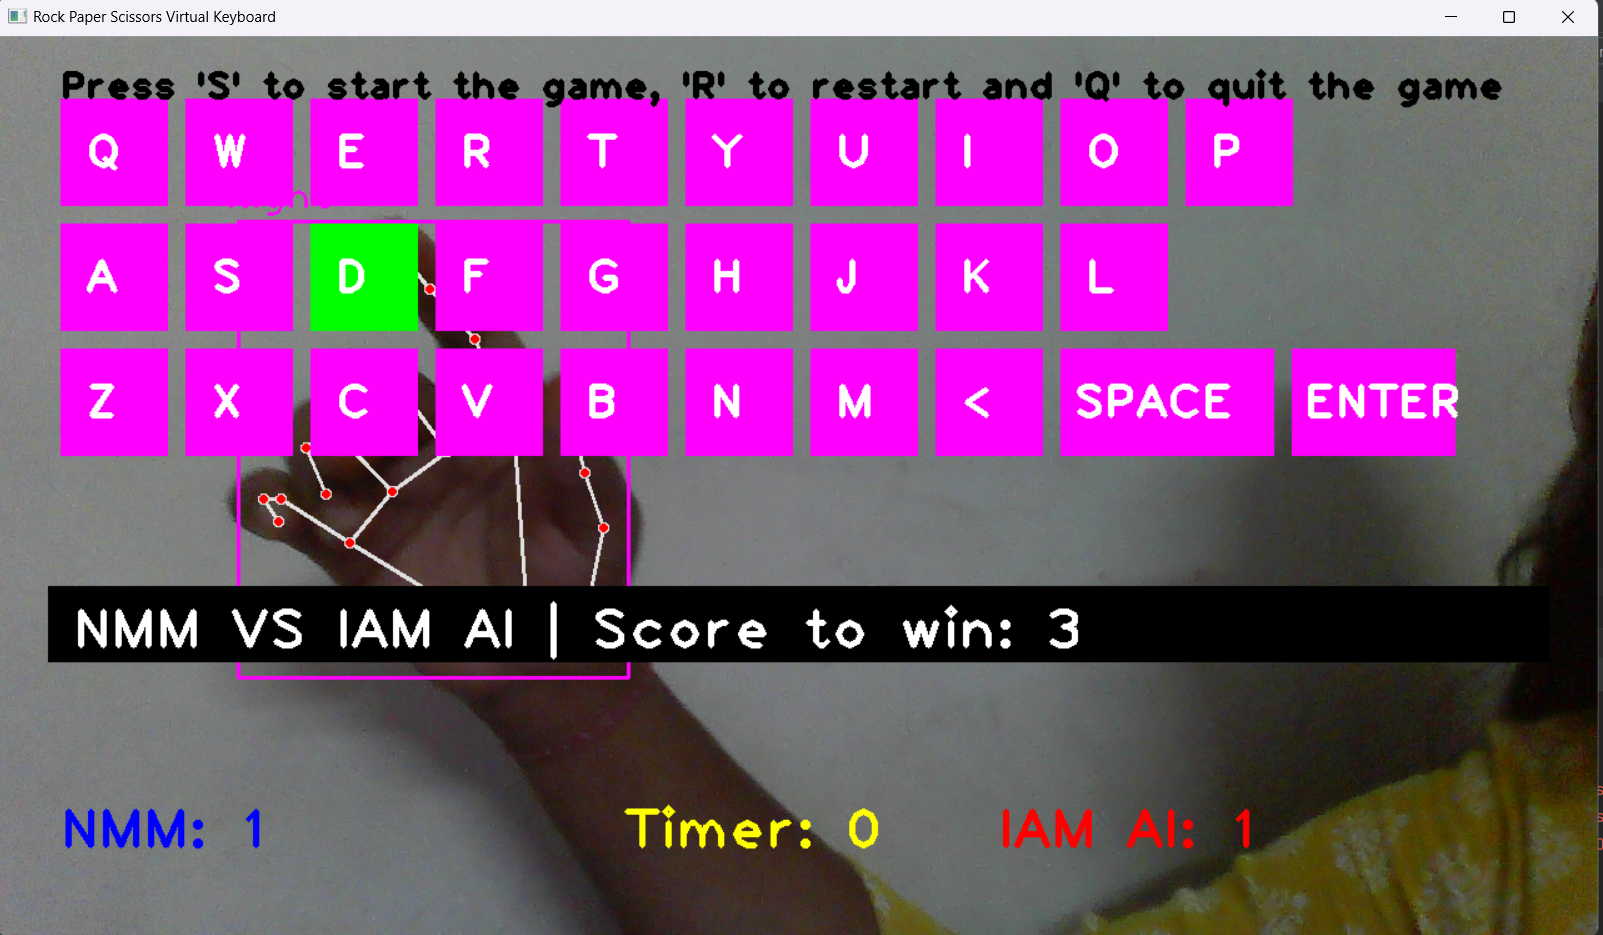 Rock Paper Scissors Virtual Keyboard
Press 'S' to start the game, 'R' to restart and 'Q' to quit the game
Q W E R T Y U I O P
A S D F G H J K L
Z X C V B N M < SPACE ENTER
NMM VS IAM AI | Score to win: 3
NMM: 1 Timer: 0 IAM AI: 1